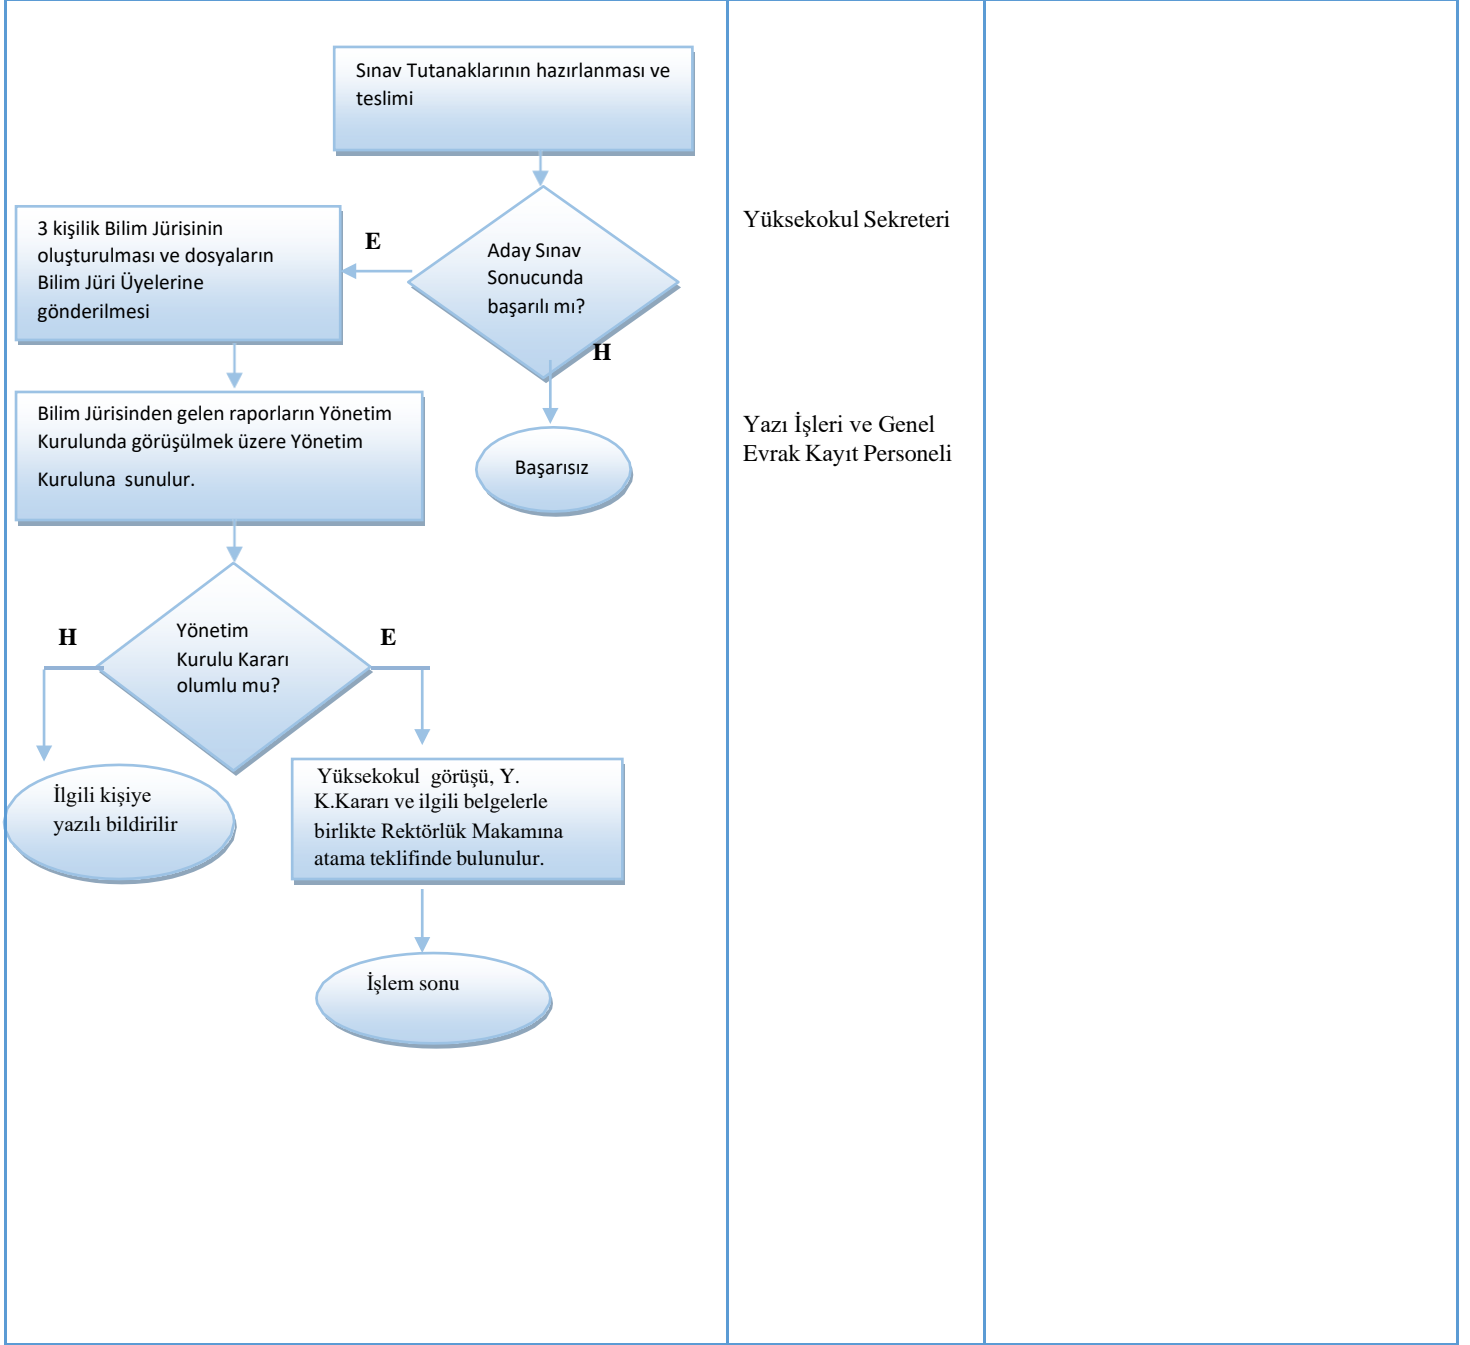 Sınav Tutanaklarının hazırlanması ve
teslimi
3 kişilik Bilim Jürisinin
oluşturulması ve dosyaların
Bilim Jüri Üyelerine
gönderilmesi
E
Aday Sınav
Sonucunda
başarılı mı?
H
Yüksekokul Sekreteri
Bilim Jürisinden gelen raporların Yönetim
Kurulunda görüşülmek üzere Yönetim
Kuruluna sunulur.
Başarısız
Yazı İşleri ve Genel
Evrak Kayıt Personeli
H
Yönetim
Kurulu Kararı
olumlu mu?
E
İlgili kişiye
yazılı bildirilir
Yüksekokul görüşü, Y.
K.Kararı ve ilgili belgelerle
birlikte Rektörlük Makamına
atama teklifinde bulunulur.
İşlem sonu